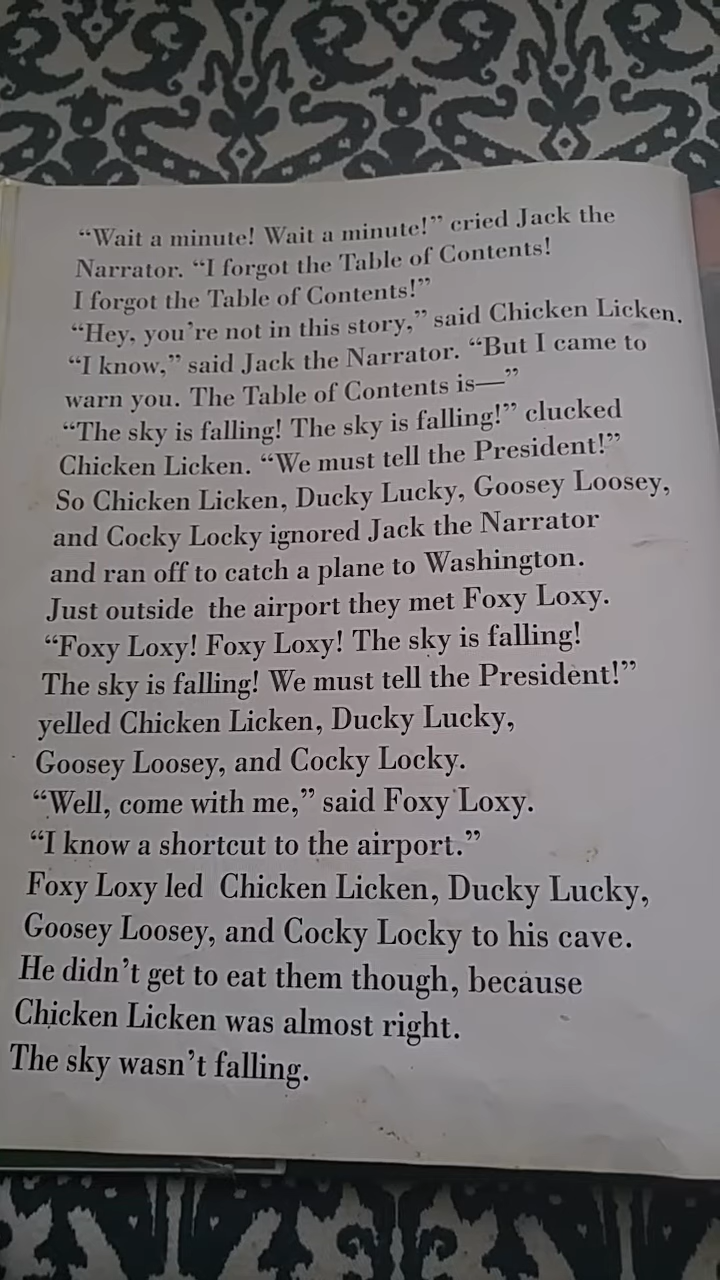 “Wait a minute! Wait a minute!” cried Jack the
Narrator. “I forgot the Table of Contents!
I forgot the Table of Contents!”
“Hey, you’re not in this story,” said Chicken Licken.
“I know,” said Jack the Narrator. “But I came to
warn you. The Table of Contents is—”
“The sky is falling! The sky is falling!” clucked
Chicken Licken. “We must tell the President!”
So Chicken Licken, Ducky Lucky, Goosey Loosey,
and Cocky Locky ignored Jack the Narrator
and ran off to catch a plane to Washington.
Just outside the airport they met Foxy Loxy.
“Foxy Loxy! Foxy Loxy! The sky is falling!
The sky is falling! We must tell the President!”
yelled Chicken Licken, Ducky Lucky,
Goosey Loosey, and Cocky Locky.
“Well, come with me,” said Foxy Loxy.
“I know a shortcut to the airport.”
Foxy Loxy led Chicken Licken, Ducky Lucky,
Goosey Loosey, and Cocky Locky to his cave.
He didn’t get to eat them though, because
Chicken Licken was almost right.
The sky wasn’t falling.